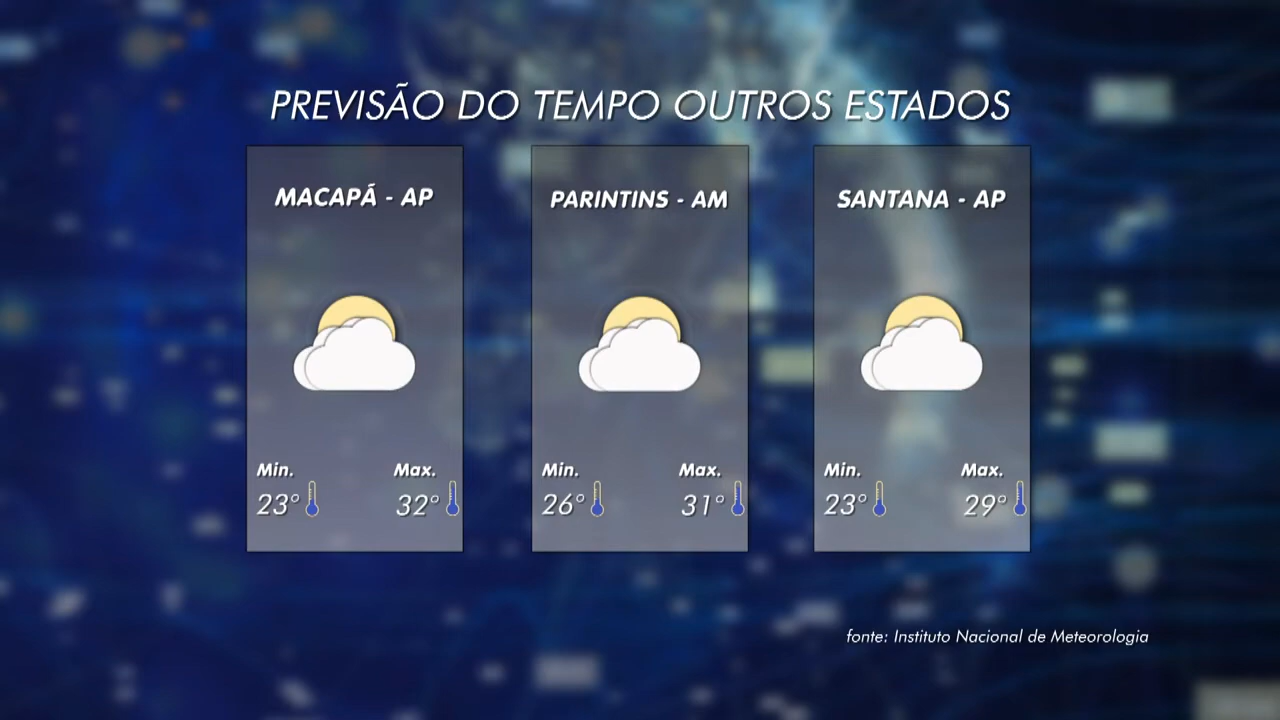 PREVISÃO DO TEMPO OUTROS ESTADOS
MACAPÁ - AP
Min. Max.
23° 32°
PARINTINS - AM
Min. Max.
26° 31°
SANTANA - AP
Min. Max.
23° 29°
fonte: Instituto Nacional de Meteorologia